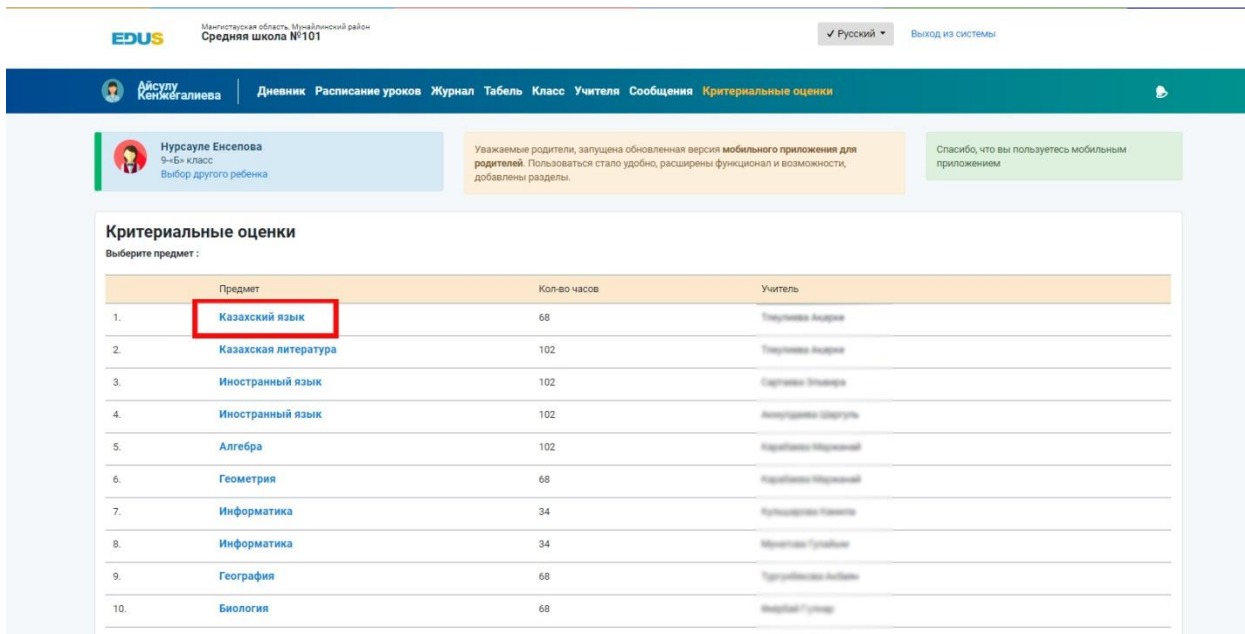 EDUS
Мангистауская область, Мунайлинский район
Средняя школа №101
✓ Русский
Выход из системы
Айсулу
Кенжегалиева
Дневник Расписание уроков Журнал Табель Класс Учителя Сообщения Критериальные оценки
Нурсауле Енсепова
9-«Б» класс
Выбор другого ребенка
Уважаемые родители, запущена обновленная версия мобильного приложения для
родителей. Пользоваться стало удобно, расширены функционал и возможности,
добавлены разделы.
Спасибо, что вы пользуетесь мобильным
приложением
Критериальные оценки
Выберите предмет :
Предмет Кол-во часов Учитель
1. Казахский язык 68
2. Казахская литература 102
3. Иностранный язык 102
4. Иностранный язык 102
5. Алгебра 102
6. Геометрия 68
7. Информатика 34
8. Информатика 34
9. География 68
10. Биология 68